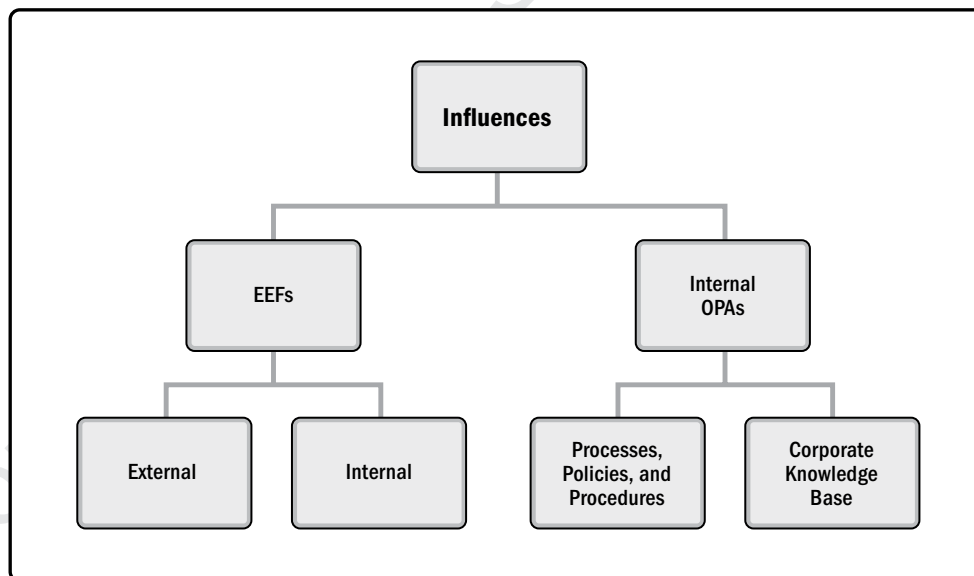 Influences
EEFs
Internal
OPAs
External
Internal
Processes,
Policies, and
Procedures
Corporate
Knowledge
Base